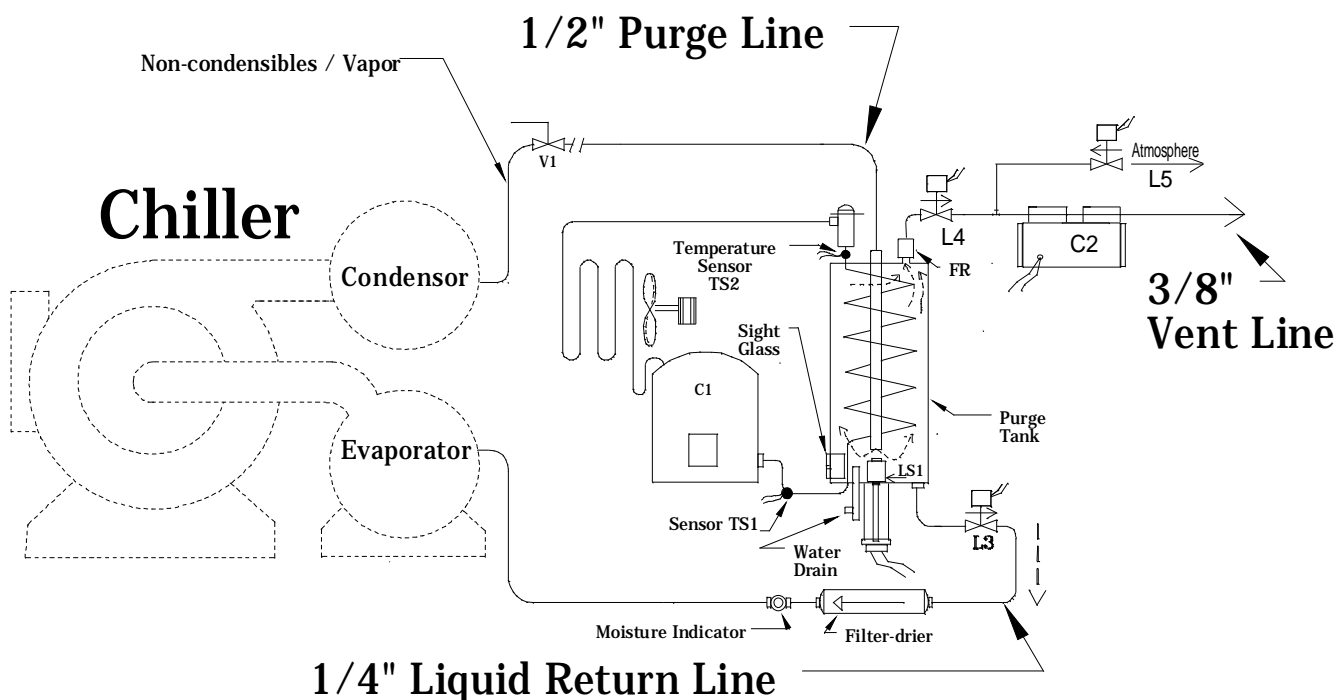 1/2" Purge Line
Non-condensibles / Vapor
V1
Atmosphere
L5
Chiller
L4
C2
Temperature
Sensor
TS2
FR
Condensor
3/8"
Vent Line
Sight
Glass
C1
Purge
Tank
Evaporator
LS1
Sensor TS1
L3
Water
Drain
Moisture Indicator
Filter-drier
1/4" Liquid Return Line